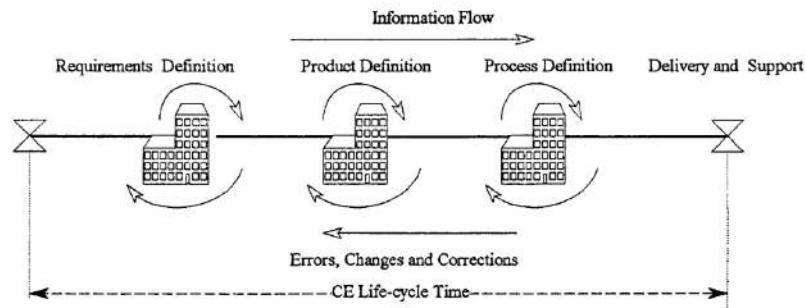 Information Flow
Requirements Definition
Product Definition
Process Definition
Delivery and Support
Errors, Changes and Corrections
CE Life-cycle Time